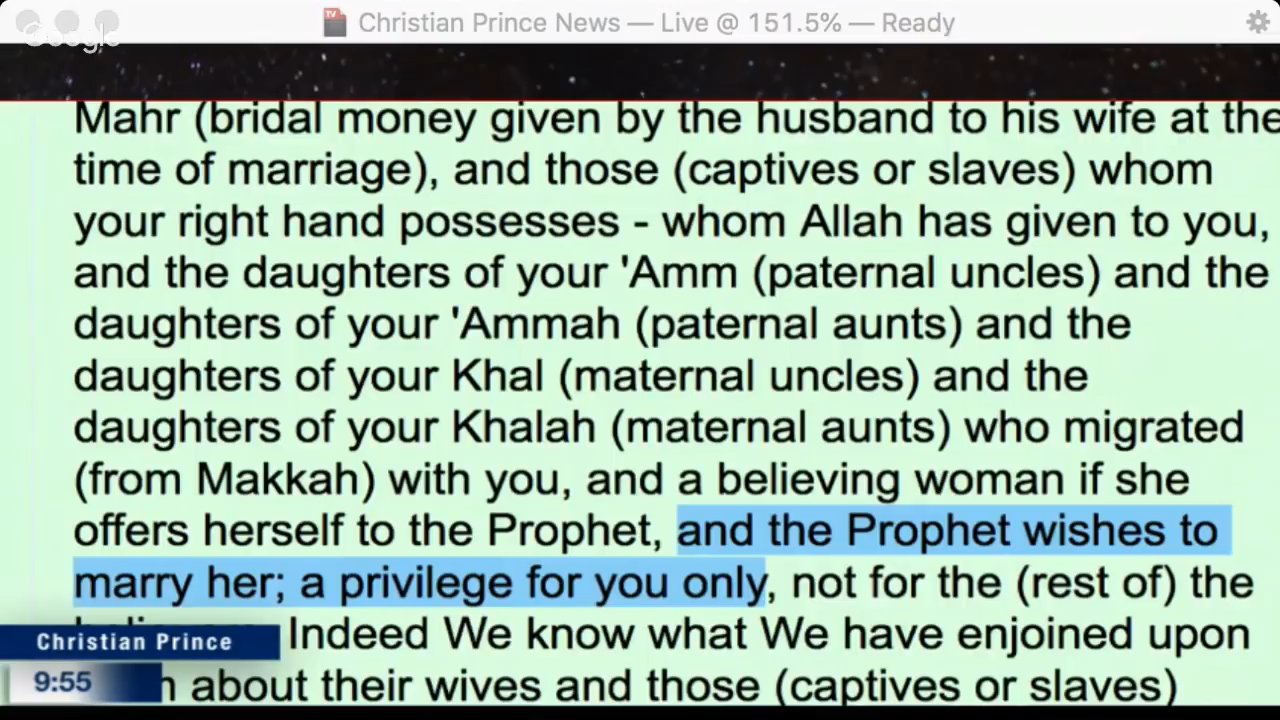 Christian Prince News — Live @ 151.5% — Ready
Google
Mahr (bridal money given by the husband to his wife at the
time of marriage), and those (captives or slaves) whom
your right hand possesses - whom Allah has given to you,
and the daughters of your 'Amm (paternal uncles) and the
daughters of your 'Ammah (paternal aunts) and the
daughters of your Khal (maternal uncles) and the
daughters of your Khalah (maternal aunts) who migrated
(from Makkah) with you, and a believing woman if she
offers herself to the Prophet, and the Prophet wishes to
marry her; a privilege for you only, not for the (rest of) the
Indeed We know what We have enjoined upon
about their wives and those (captives or slaves)
Christian Prince
9:55